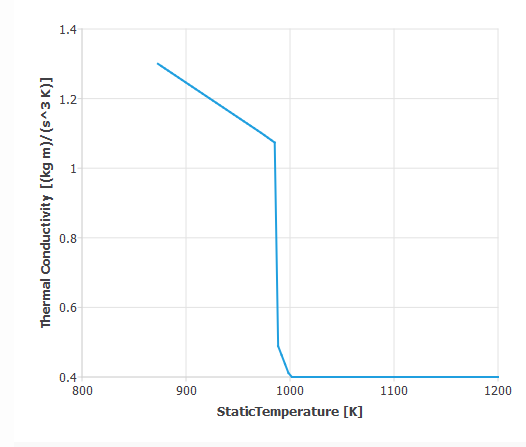 1.4
1.2
1
0.8
0.6
0.4
800 900 1000 1100 1200
StaticTemperature [K]
Thermal Conductivity [(kg m)/(s^3 K)]